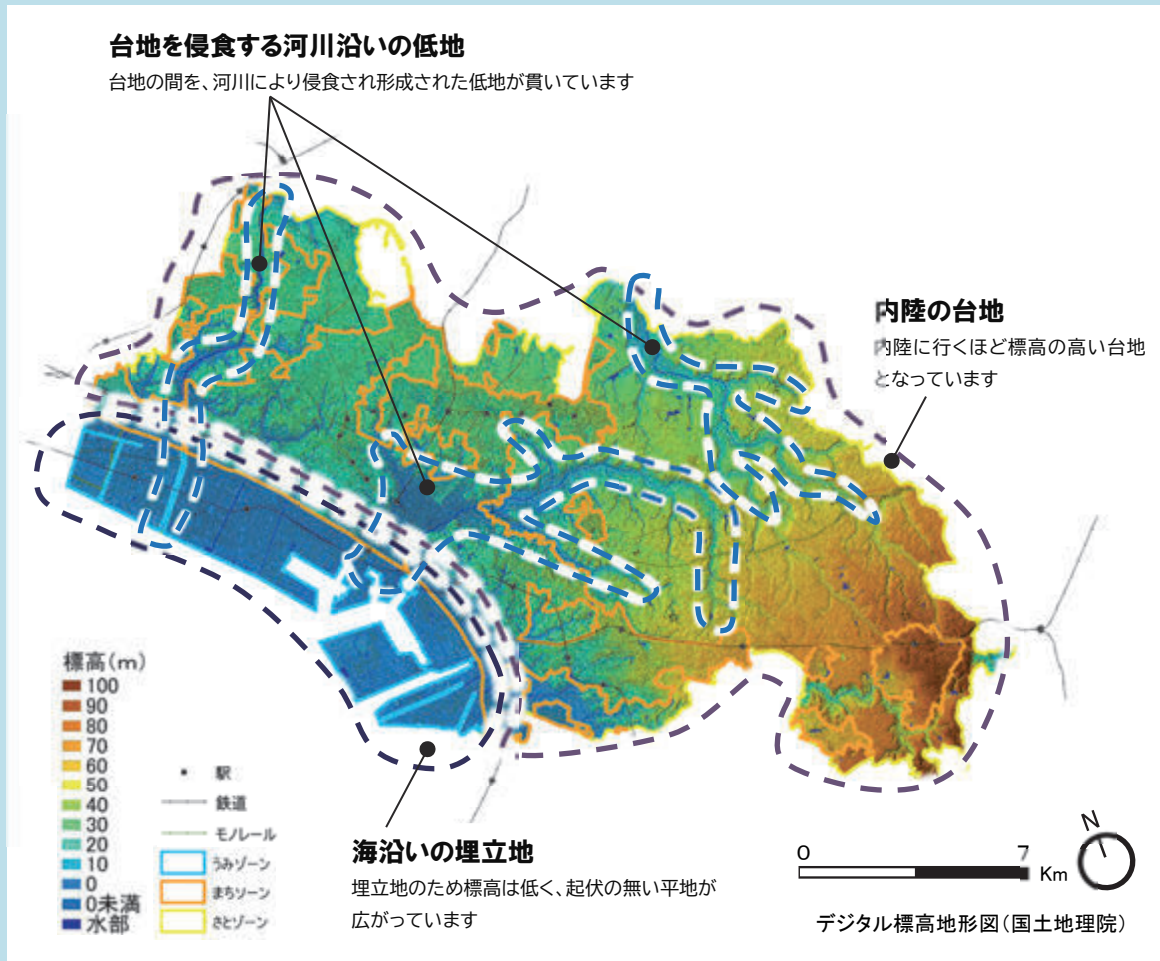 台地を侵食する河川沿いの低地
台地の間を、河川により侵食され形成された低地が貫いています
内陸の台地
内陸に行くほど標高の高い台地
となっています
標高(m)
100
90
80
70
60
50
40
30
20
10
0
0未満
水部
駅
鉄道
モノレール
うみゾーン
まちゾーン
さとゾーン
海沿いの埋立地
埋立地のため標高は低く、起伏の無い平地が
広がっています
0
7
Km
N
デジタル標高地形図(国土地理院)